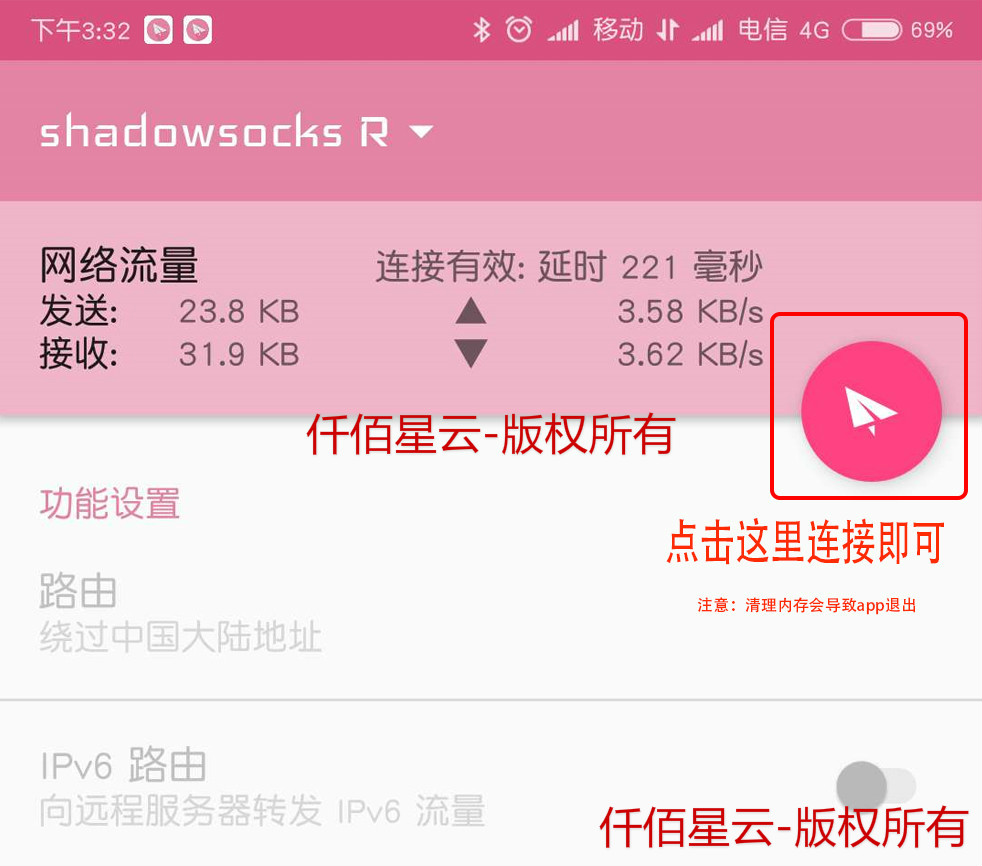 下午3:32 移动 电信 4G 69%
shadowsocks R
网络流量 连接有效: 延时 221 毫秒
发送: 23.8 KB 3.58 KB/s
接收: 31.9 KB 3.62 KB/s
仟佰星云-版权所有
功能设置
点击这里连接即可
路由
注意：清理内存会导致app退出
绕过中国大陆地址
IPv6 路由
向远程服务器转发 IPv6 流量
仟佰星云-版权所有